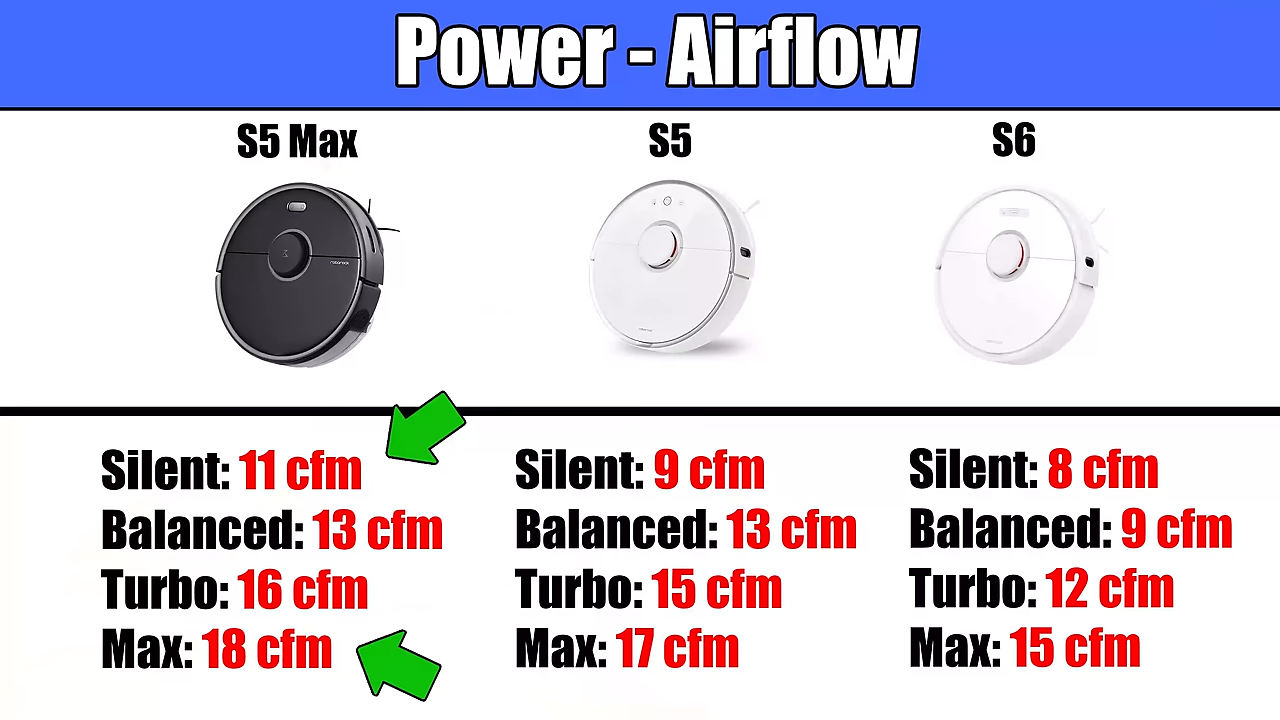 Power - Airflow
S5 Max
S5
S6
roborock
Silent: 11 cfm
Balanced: 13 cfm
Turbo: 16 cfm
Max: 18 cfm
Silent: 9 cfm
Balanced: 13 cfm
Turbo: 15 cfm
Max: 17 cfm
Silent: 8 cfm
Balanced: 9 cfm
Turbo: 12 cfm
Max: 15 cfm